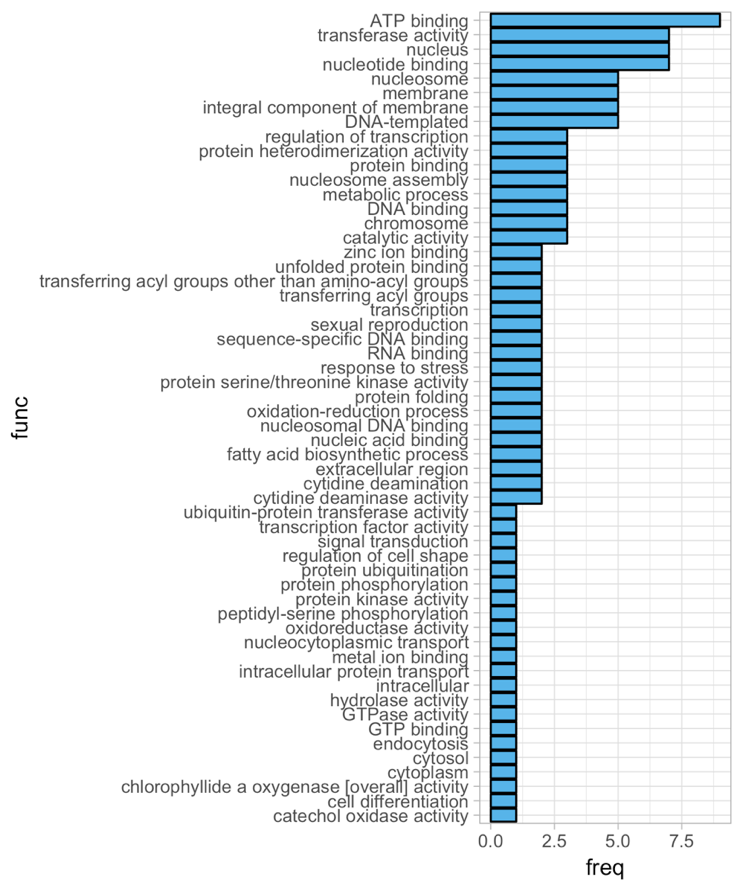 ATP binding
transferase activity
nucleus
nucleotide binding
nucleosome
membrane
integral component of membrane
DNA-templated
regulation of transcription
protein heterodimerization activity
protein binding
nucleosome assembly
metabolic process
DNA binding
chromosome
catalytic activity
zinc ion binding
unfolded protein binding
transferring acyl groups other than amino-acyl groups
transferring acyl groups
transcription
sexual reproduction
sequence-specific DNA binding
RNA binding
response to stress
protein serine/threonine kinase activity
protein folding
oxidation-reduction process
nucleosomal DNA binding
nucleic acid binding
fatty acid biosynthetic process
extracellular region
cytidine deamination
cytidine deaminase activity
ubiquitin-protein transferase activity
transcription factor activity
signal transduction
regulation of cell shape
protein ubiquitination
protein phosphorylation
protein kinase activity
peptidyl-serine phosphorylation
oxidoreductase activity
nucleocytoplasmic transport
metal ion binding
intracellular protein transport
intracellular
hydrolase activity
GTPase activity
GTP binding
endocytosis
cytosol
cytoplasm
chlorophyllide a oxygenase [overall] activity
cell differentiation
catechol oxidase activity
func
0.0 2.5 5.0 7.5
freq